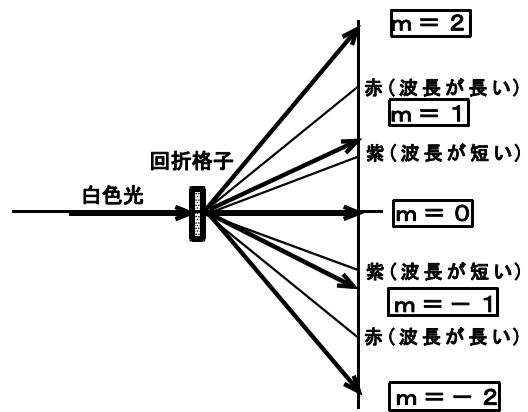 m = 2
赤(波長が長い)
m = 1
回折格子
紫(波長が短い)
白色光
m = 0
紫(波長が短い)
m = - 1
赤(波長が長い)
m = - 2